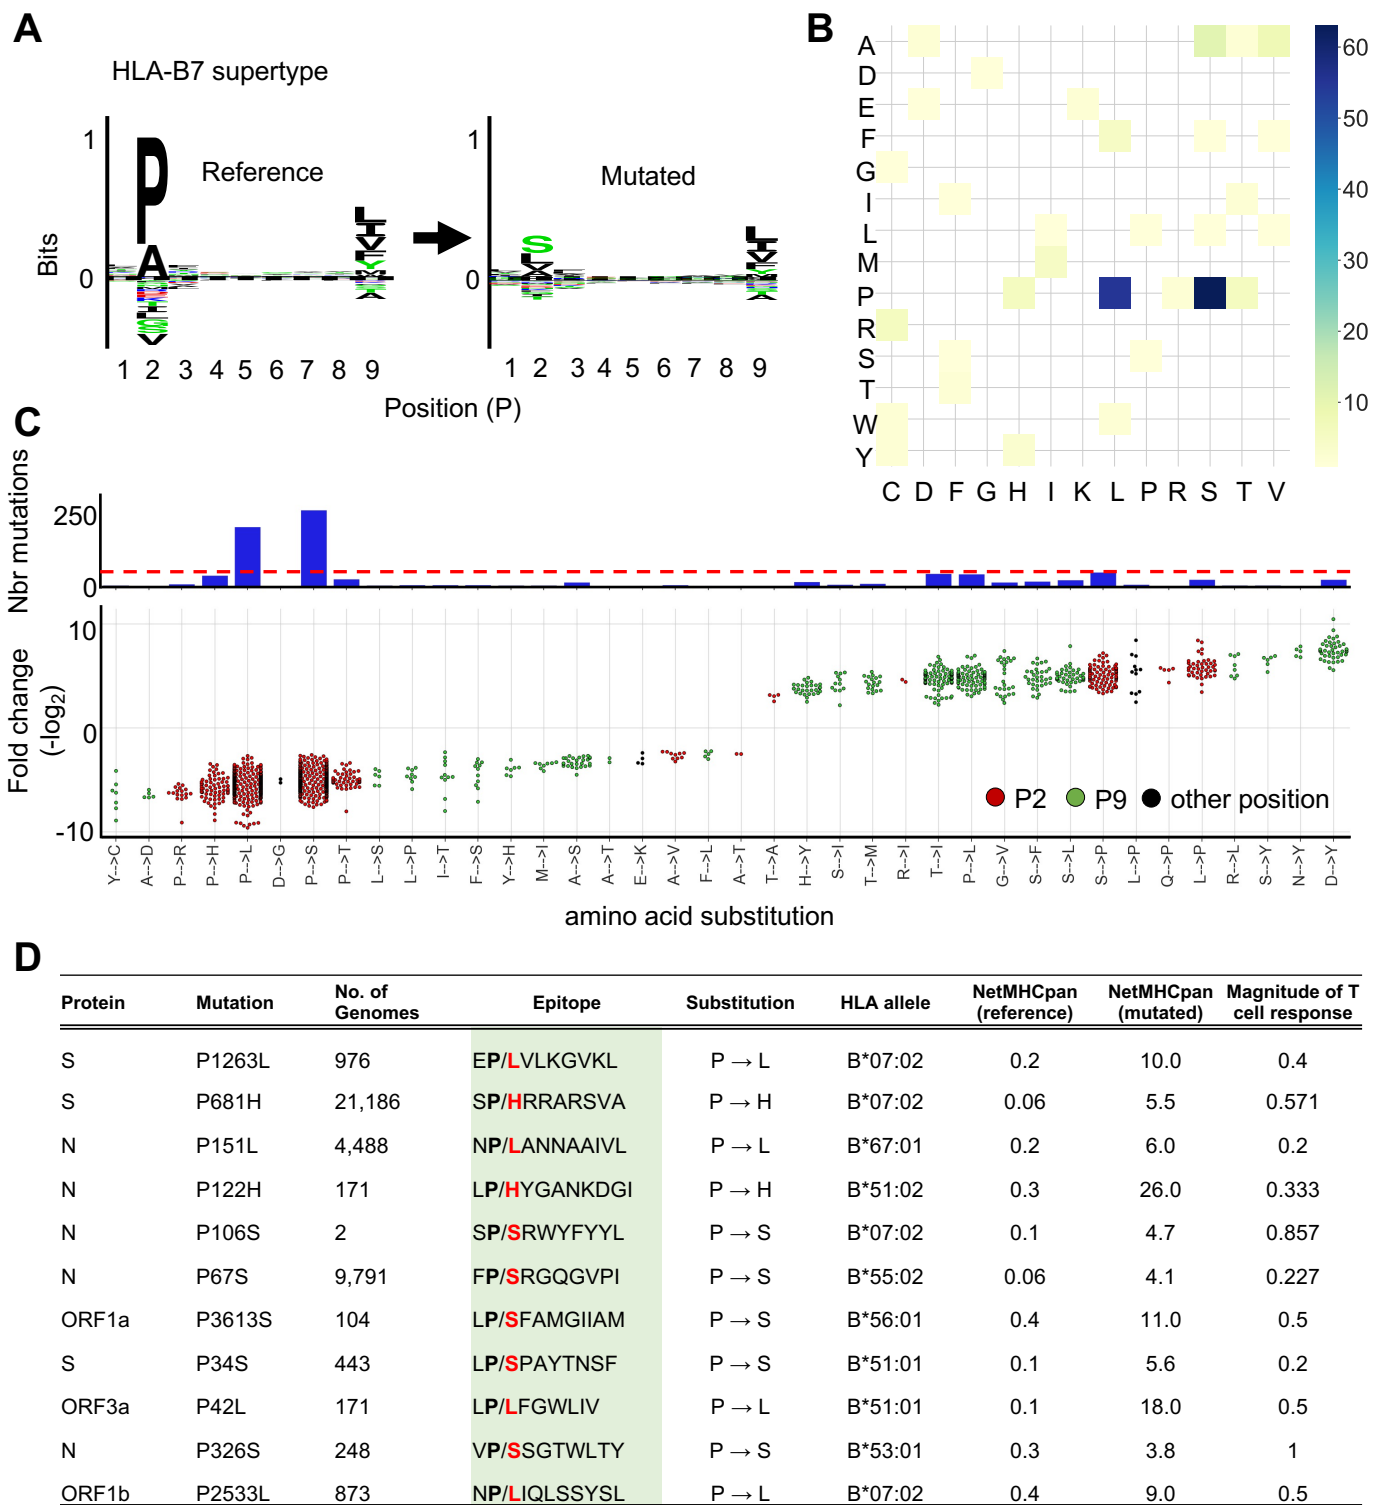 A
HLA-B7 supertype
Bits
1
0
Reference
Mutated
1
0
1 2 3 4 5 6 7 8 9
1 2 3 4 5 6 7 8 9
Position (P)
B
A
D
E
F
G
I
L
M
P
R
S
T
W
Y
C D F G H I K L P R S T V
60
50
40
30
20
10
C
Nbr mutations
250
0
Fold change
(-log2)
10
0
-10
P2 P9 other position
Y-->C A-->D P-->R P-->H P-->L D-->G P-->S P-->T L-->S L-->P I-->T F-->S Y-->H M-->I A-->S A-->T E-->K A-->V F-->L A-->T T-->A H-->Y S-->I T-->M R-->I T-->I P-->L G-->V S-->F S-->L S-->P L-->P Q-->P L-->P R-->L S-->Y N-->Y D-->Y
amino acid substitution
D
Protein Mutation No. of Genomes Epitope Substitution HLA allele NetMHCpan (reference) NetMHCpan (mutated) Magnitude of T cell response
S P1263L 976 EP/LVLKGVKL P → L B*07:02 0.2 10.0 0.4
S P681H 21,186 SP/HRRARSVA P → H B*07:02 0.06 5.5 0.571
N P151L 4,488 NP/LANNAAIVL P → L B*67:01 0.2 6.0 0.2
N P122H 171 LP/HYGANKDGI P → H B*51:02 0.3 26.0 0.333
N P106S 2 SP/SRWYFYYL P → S B*07:02 0.1 4.7 0.857
N P67S 9,791 FP/SRGQGVPI P → S B*55:02 0.06 4.1 0.227
ORF1a P3613S 104 LP/SFAMGIIAM P → S B*56:01 0.4 11.0 0.5
S P34S 443 LP/SPAYTNSF P → S B*51:01 0.1 5.6 0.2
ORF3a P42L 171 LP/LFGWLIV P → L B*51:01 0.1 18.0 0.5
N P326S 248 VP/SSGTWLTY P → S B*53:01 0.3 3.8 1
ORF1b P2533L 873 NP/LIQLSSYSL P → L B*07:02 0.4 9.0 0.5